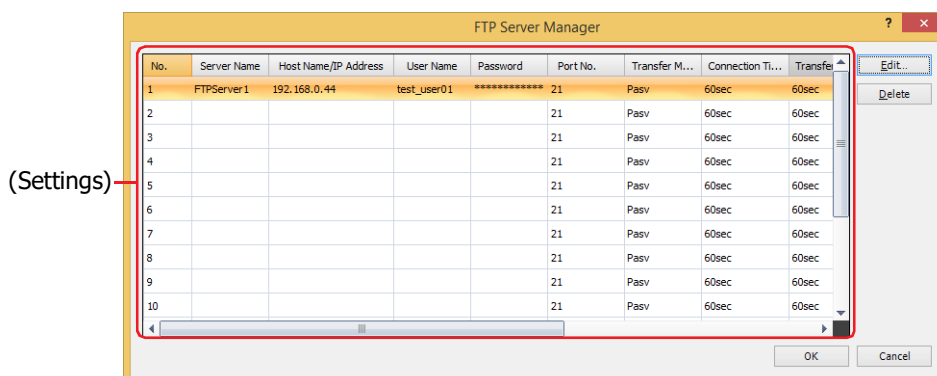 FTP Server Manager ? ×
No. Server Name Host Name/IP Address User Name Password Port No. Transfer M... Connection Ti... Transfe Edit...
1 FTPServer1 192.168.0.44 test_user01 ************ 21 Pasv 60sec 60sec Delete
2 21 Pasv 60sec 60sec
3 21 Pasv 60sec 60sec
4 21 Pasv 60sec 60sec
(Settings) 5 21 Pasv 60sec 60sec
6 21 Pasv 60sec 60sec
7 21 Pasv 60sec 60sec
8 21 Pasv 60sec 60sec
9 21 Pasv 60sec 60sec
10 21 Pasv 60sec 60sec
OK Cancel